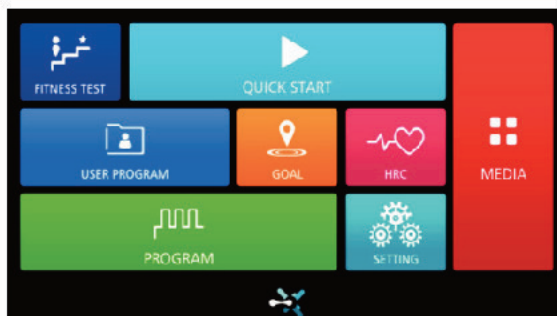 FITNESS TEST
QUICK START
USER PROGRAM
GOAL
HRC
MEDIA
PROGRAM
SETTING